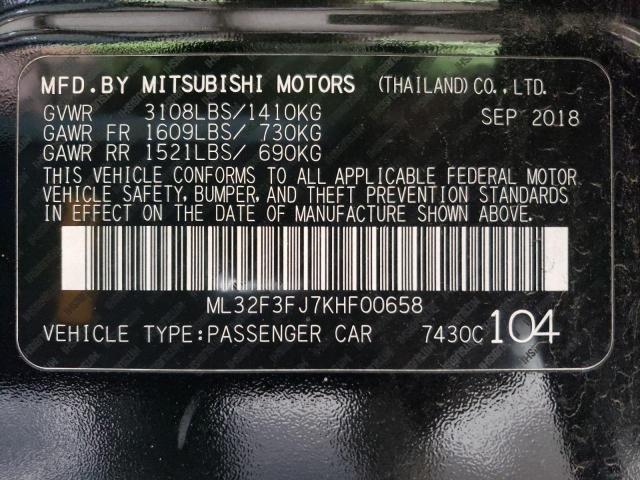 MFD.BY MITSUBISHI MOTORS (THAILAND)CO.,LTD.
GVWR 3108LBS/1410KG SEP 2018
GAWR FR 1609LBS/ 730KG
GAWR RR 1521LBS/ 690KG
THIS VEHICLE CONFORMS TO ALL APPLICABLE FEDERAL MOTOR
VEHICLE SAFETY, BUMPER, AND THEFT PREVENTION STANDARDS
IN EFFECT ON THE DATE OF MANUFACTURE SHOWN ABOVE.
ML32F3FJ7KHF00658
VEHICLE TYPE:PASSENGER CAR 7430C 104